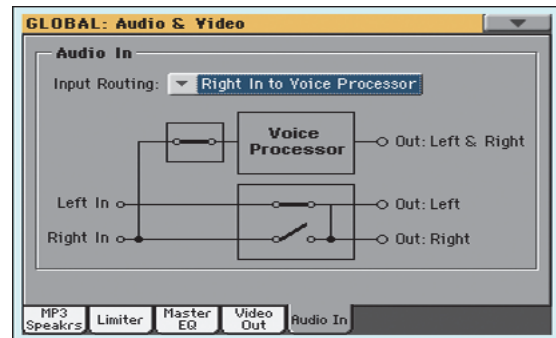 GLOBAL: Audio & Video
Audio In
Input Routing: Right In to Voice Processor
Voice
Processor
Out: Left & Right
Left In
Out: Left
Right In
Out: Right
MP3
Speakrs
Limiter
Master
EQ
Video
Out
Audio In